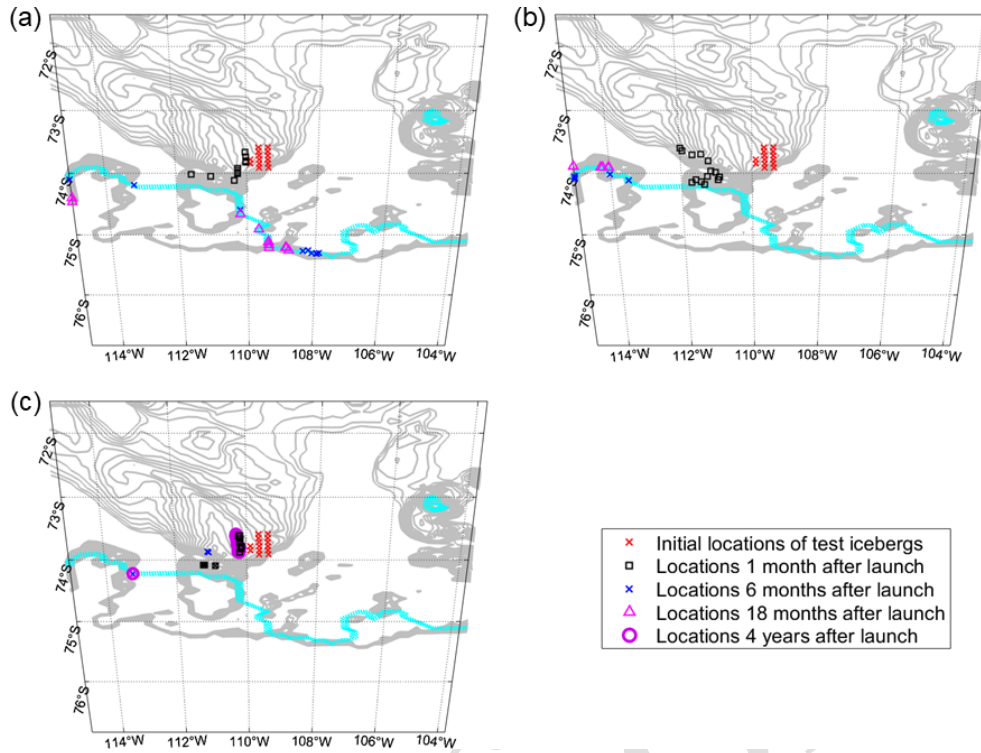 (a)
(b)
72°S
73°S
74°S
75°S
76°S
114°W
112°W
110°W
108°W
106°W
104°W
72°S
73°S
74°S
75°S
76°S
114°W
112°W
110°W
108°W
106°W
104°W
(c)
72°S
73°S
74°S
75°S
76°S
114°W
112°W
110°W
108°W
106°W
104°W
Initial locations of test icebergs
Locations 1 month after launch
Locations 6 months after launch
Locations 18 months after launch
Locations 4 years after launch